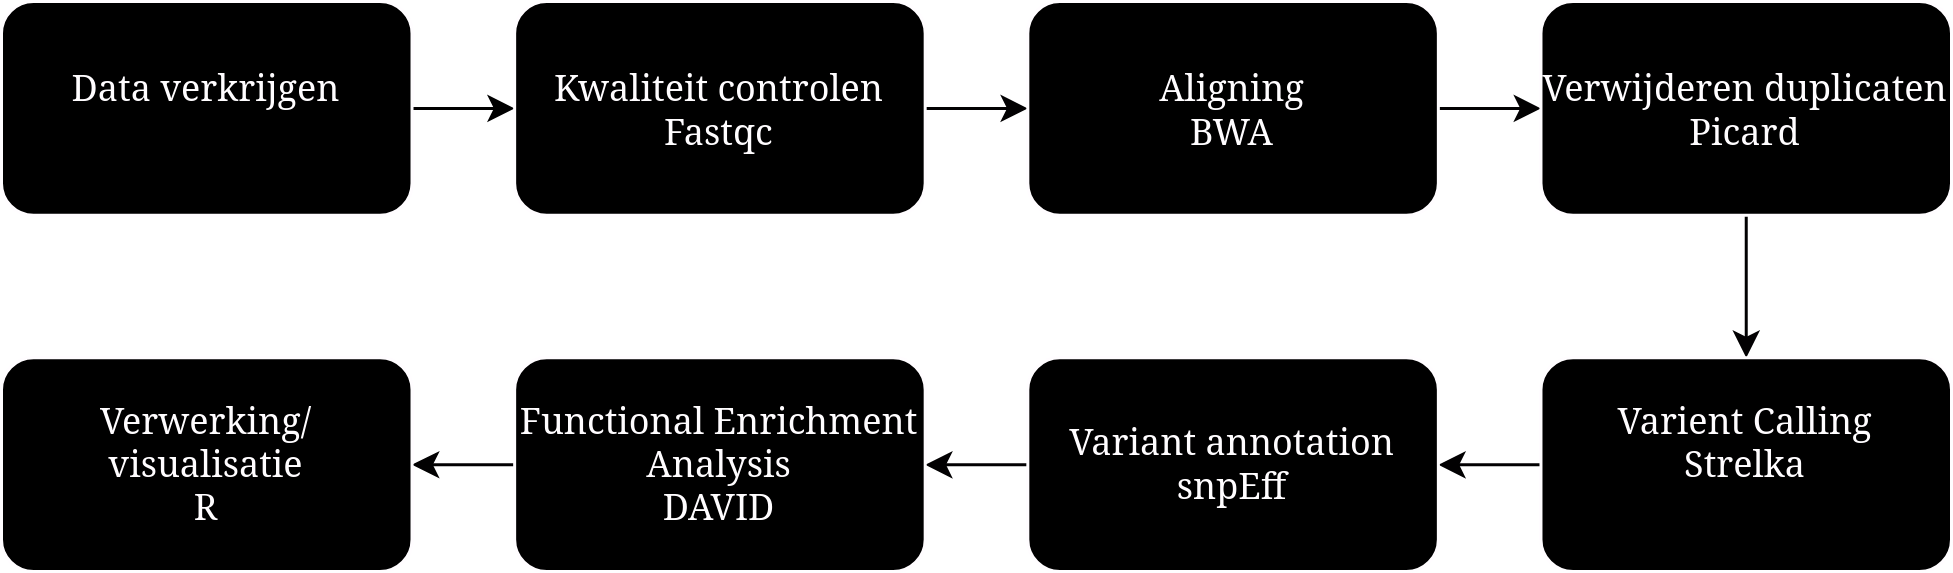 Data verkrijgen
Kwaliteit controlen
Fastqc
Aligning
BWA
Verwijderen duplicaten
Picard
Varient Calling
Strelka
Variant annotation
snpEff
Functional Enrichment
Analysis
DAVID
Verwerking/
visualisatie
R